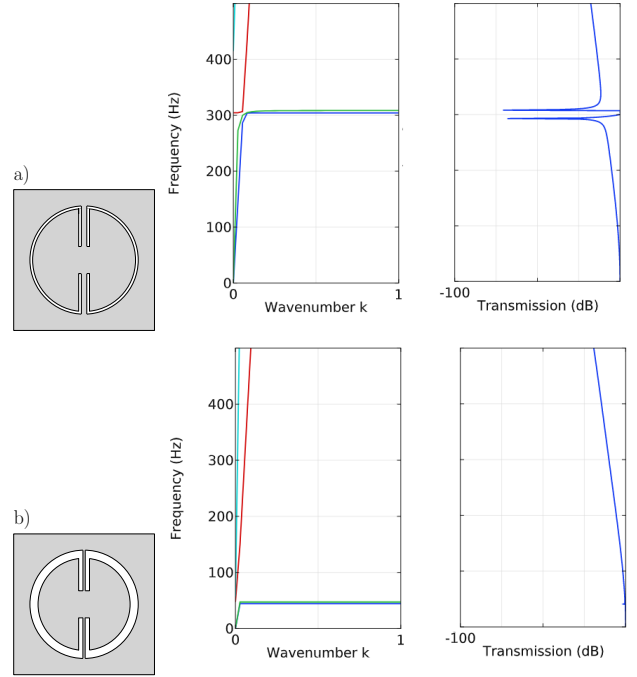 a)
Frequency (Hz)
400
300
200
100
0
0
1
Wavenumber k
-100
Transmission (dB)
b)
Frequency (Hz)
400
300
200
100
0
0
1
Wavenumber k
-100
Transmission (dB)